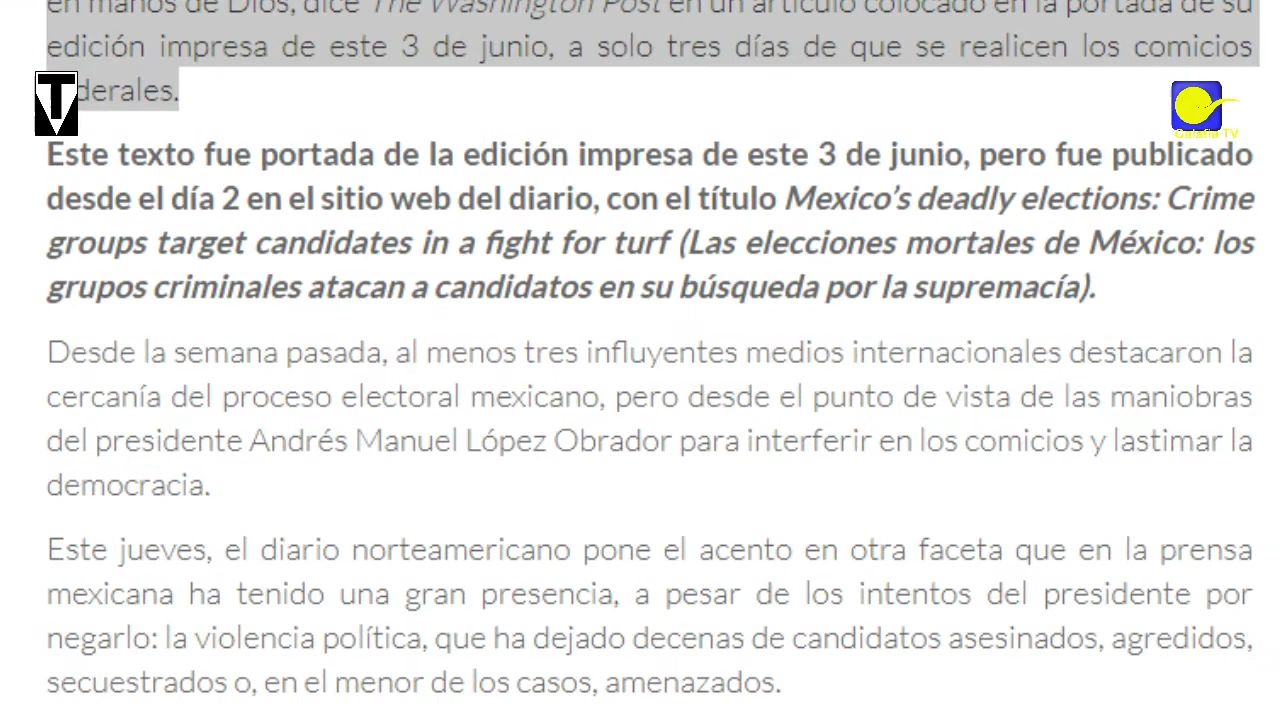 en manos de Dios, dice The Washington Post en un artículo colocado en la portada de su
edición impresa de este 3 de junio, a solo tres días de que se realicen los comicios
derales.
T
Calafia TV
Este texto fue portada de la edición impresa de este 3 de junio, pero fue publicado
desde el día 2 en el sitio web del diario, con el título Mexico’s deadly elections: Crime
groups target candidates in a fight for turf (Las elecciones mortales de México: los
grupos criminales atacan a candidatos en su búsqueda por la supremacía).
Desde la semana pasada, al menos tres influyentes medios internacionales destacaron la
cercanía del proceso electoral mexicano, pero desde el punto de vista de las maniobras
del presidente Andrés Manuel López Obrador para interferir en los comicios y lastimar la
democracia.
Este jueves, el diario norteamericano pone el acento en otra faceta que en la prensa
mexicana ha tenido una gran presencia, a pesar de los intentos del presidente por
negarlo: la violencia política, que ha dejado decenas de candidatos asesinados, agredidos,
secuestrados o, en el menor de los casos, amenazados.